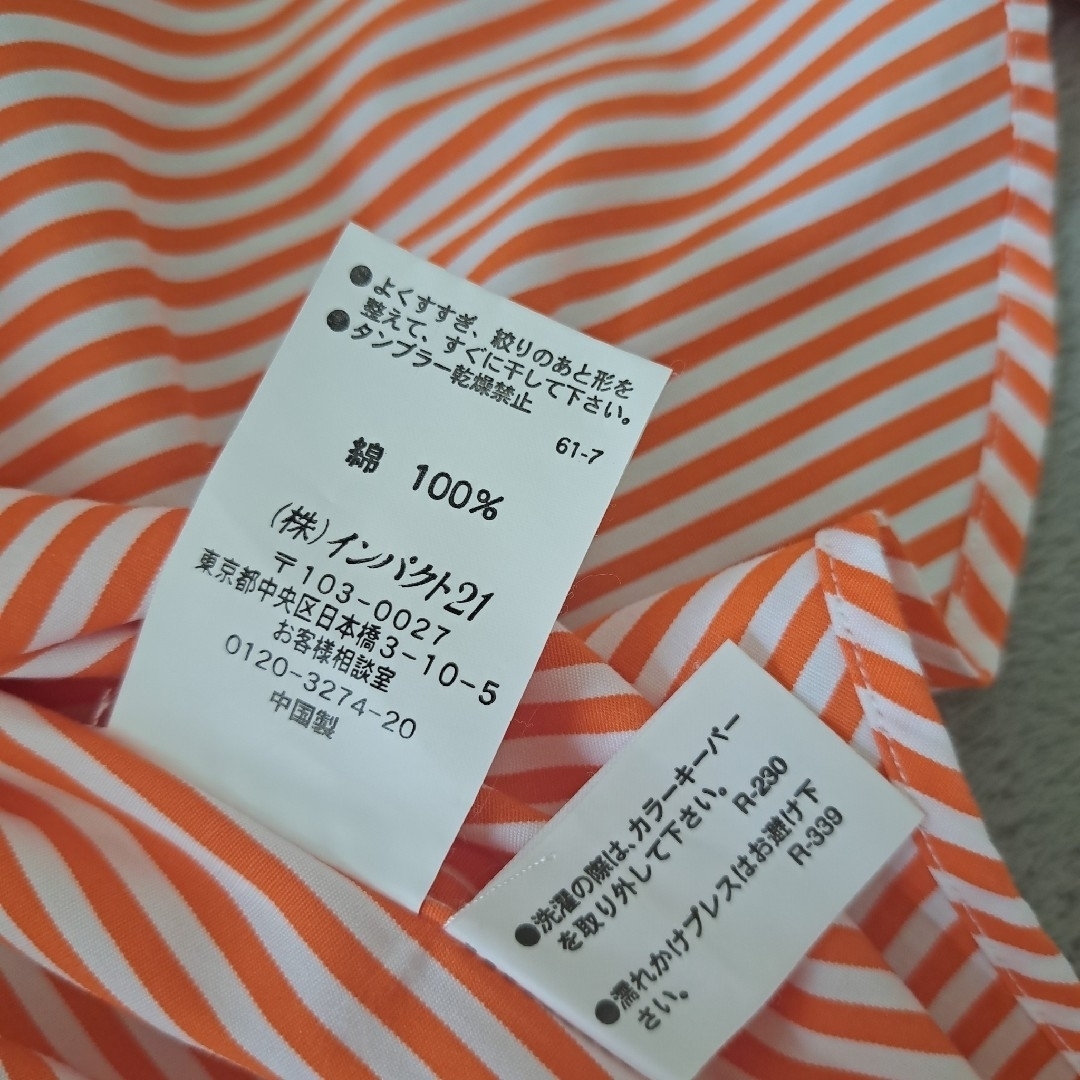 ●よくすすぎ、絞りのあと形を
整えて、すぐに干して下さい。
●タンブラー乾燥禁止
61-7
綿 100%
(株)インパクト21
〒103-0027
東京都中央区日本橋3-10-5
お客様相談室
0120-3274-20
中国製
●洗濯の際は、カラーキーパー
を取り外して下さい。 R-230
●濡れかけプレスはお避け下
さい。 R-339